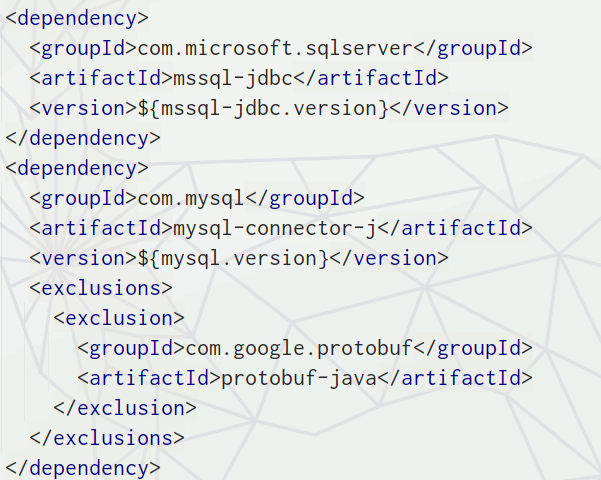 <dependency>
  <groupId>com.microsoft.sqlserver</groupId>
  <artifactId>mssql-jdbc</artifactId>
  <version>${mssql-jdbc.version}</version>
</dependency>
<dependency>
  <groupId>com.mysql</groupId>
  <artifactId>mysql-connector-j</artifactId>
  <version>${mysql.version}</version>
  <exclusions>
    <exclusion>
      <groupId>com.google.protobuf</groupId>
      <artifactId>protobuf-java</artifactId>
    </exclusion>
  </exclusions>
</dependency>